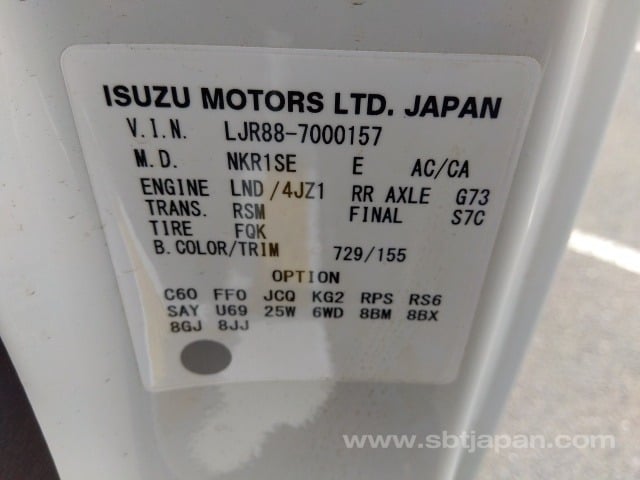 ISUZU MOTORS LTD. JAPAN
V.I.N. LJR88-7000157
M.D. NKR1SE E AC/CA
ENGINE LND/4JZ1 RR AXLE G73
TRANS. RSM FINAL S7C
TIRE FQK
B.COLOR/TRIM 729/155
OPTION
C60 FF0 JCQ KG2 RPS RS6
SAY U69 25W 6WD 8BM 8BX
8GJ 8JJ
www.sbtjapan.com